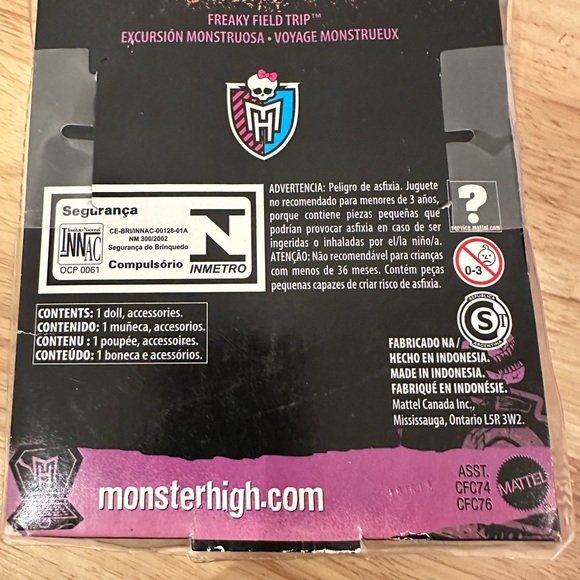 FREAKY FIELD TRIP™
EXCURSIÓN MONSTRUOSA • VOYAGE MONSTRUEUX
Segurança
Instituto Nacional
INNAC
OCP 0061
CE-BRI/INNAC-00128-01A
NM 300/2002
Segurança do Brinquedo
Compulsório
INMETRO
ADVERTENCIA: Peligro de asfixia. Juguete
no recomendado para menores de 3 años,
porque contiene piezas pequeñas que
podrían provocar asfixia en caso de ser
ingeridas o inhaladas por el/la niño/a.
ATENÇÃO: Não recomendável para crianças
com menos de 36 meses. Contém peças
pequenas capazes de criar risco de asfixia.
?
service.mattel.com
0-3
REPUBLICA
S
ARGENTINA
CONTENTS: 1 doll, accessories.
CONTENIDO: 1 muñeca, accesorios.
CONTENU : 1 poupée, accessoires.
CONTEÚDO: 1 boneca e acessórios.
FABRICADO NA /
HECHO EN INDONESIA.
MADE IN INDONESIA.
FABRIQUÉ EN INDONÉSIE.
Mattel Canada Inc.,
Mississauga, Ontario L5R 3W2.
monsterhigh.com
ASST.
CFC74
CFC76
MATTEL